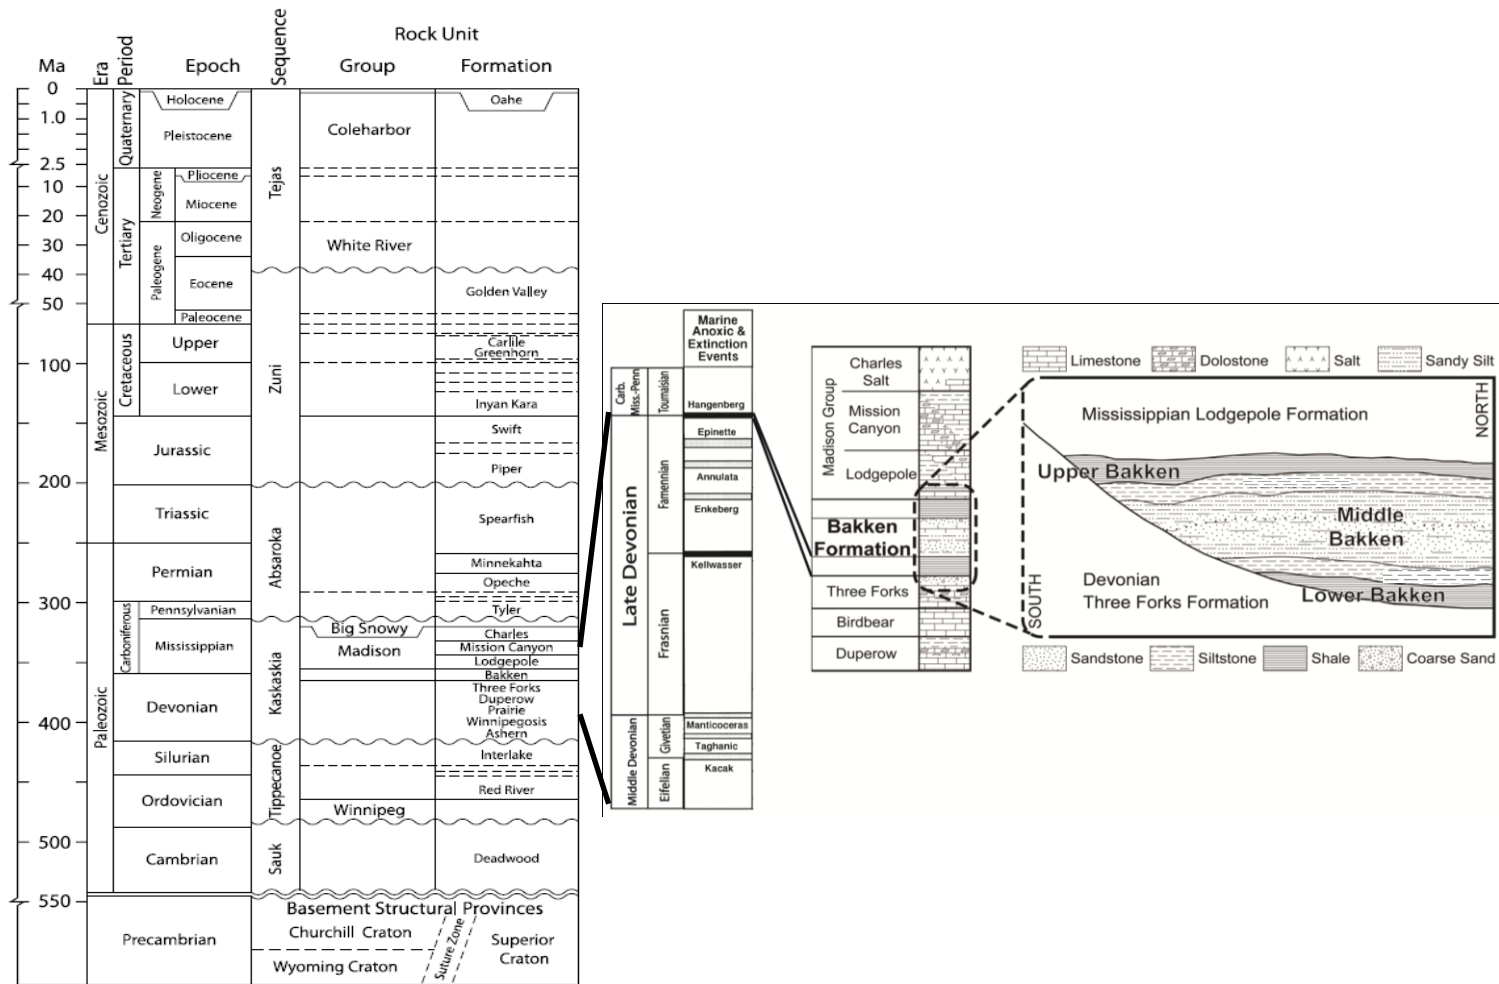 Rock Unit
Ma
Era
Period
Epoch
Sequence
Group
Formation
0
1.0
2.5
10
20
30
40
50
100
150
200
250
300
350
400
450
500
550
Cenozoic
Mesozoic
Paleozoic
Quaternary
Tertiary
Neogene
Paleogene
Cretaceous
Carboniferous
Holocene
Pleistocene
Pliocene
Miocene
Oligocene
Eocene
Paleocene
Upper
Lower
Jurassic
Triassic
Permian
Pennsylvanian
Mississippian
Devonian
Silurian
Ordovician
Cambrian
Precambrian
Tejas
Zuni
Absaroka
Kaskaskia
Tippecanoe
Sauk
Coleharbor
White River
Big Snowy
Madison
Winnipeg
Oahe
Golden Valley
Carlile
Greenhorn
Inyan Kara
Swift
Piper
Spearfish
Minnekahta
Opeche
Tyler
Charles
Mission Canyon
Lodgepole
Bakken
Three Forks
Duperow
Prairie
Winnipegosis
Ashern
Interlake
Red River
Deadwood
Basement Structural Provinces
Churchill Craton
Wyoming Craton
Suture Zone
Superior
Craton
Marine
Anoxic &
Extinction
Events
Carb.
Miss.-Penn
Tournaisian
Late Devonian
Famennian
Frasnian
Middle Devonian
Givetian
Eifelian
Hangenberg
Epinette
Annulata
Enkeberg
Kellwasser
Manticoceras
Taghanic
Kacak
Madison Group
Charles
Salt
Mission
Canyon
Lodgepole
Bakken
Formation
Three Forks
Birdbear
Duperow
Limestone
Dolostone
Salt
Sandy Silt
Mississippian Lodgepole Formation
NORTH
Upper Bakken
Middle
Bakken
Devonian
Three Forks Formation
Lower Bakken
SOUTH
Sandstone
Siltstone
Shale
Coarse Sand